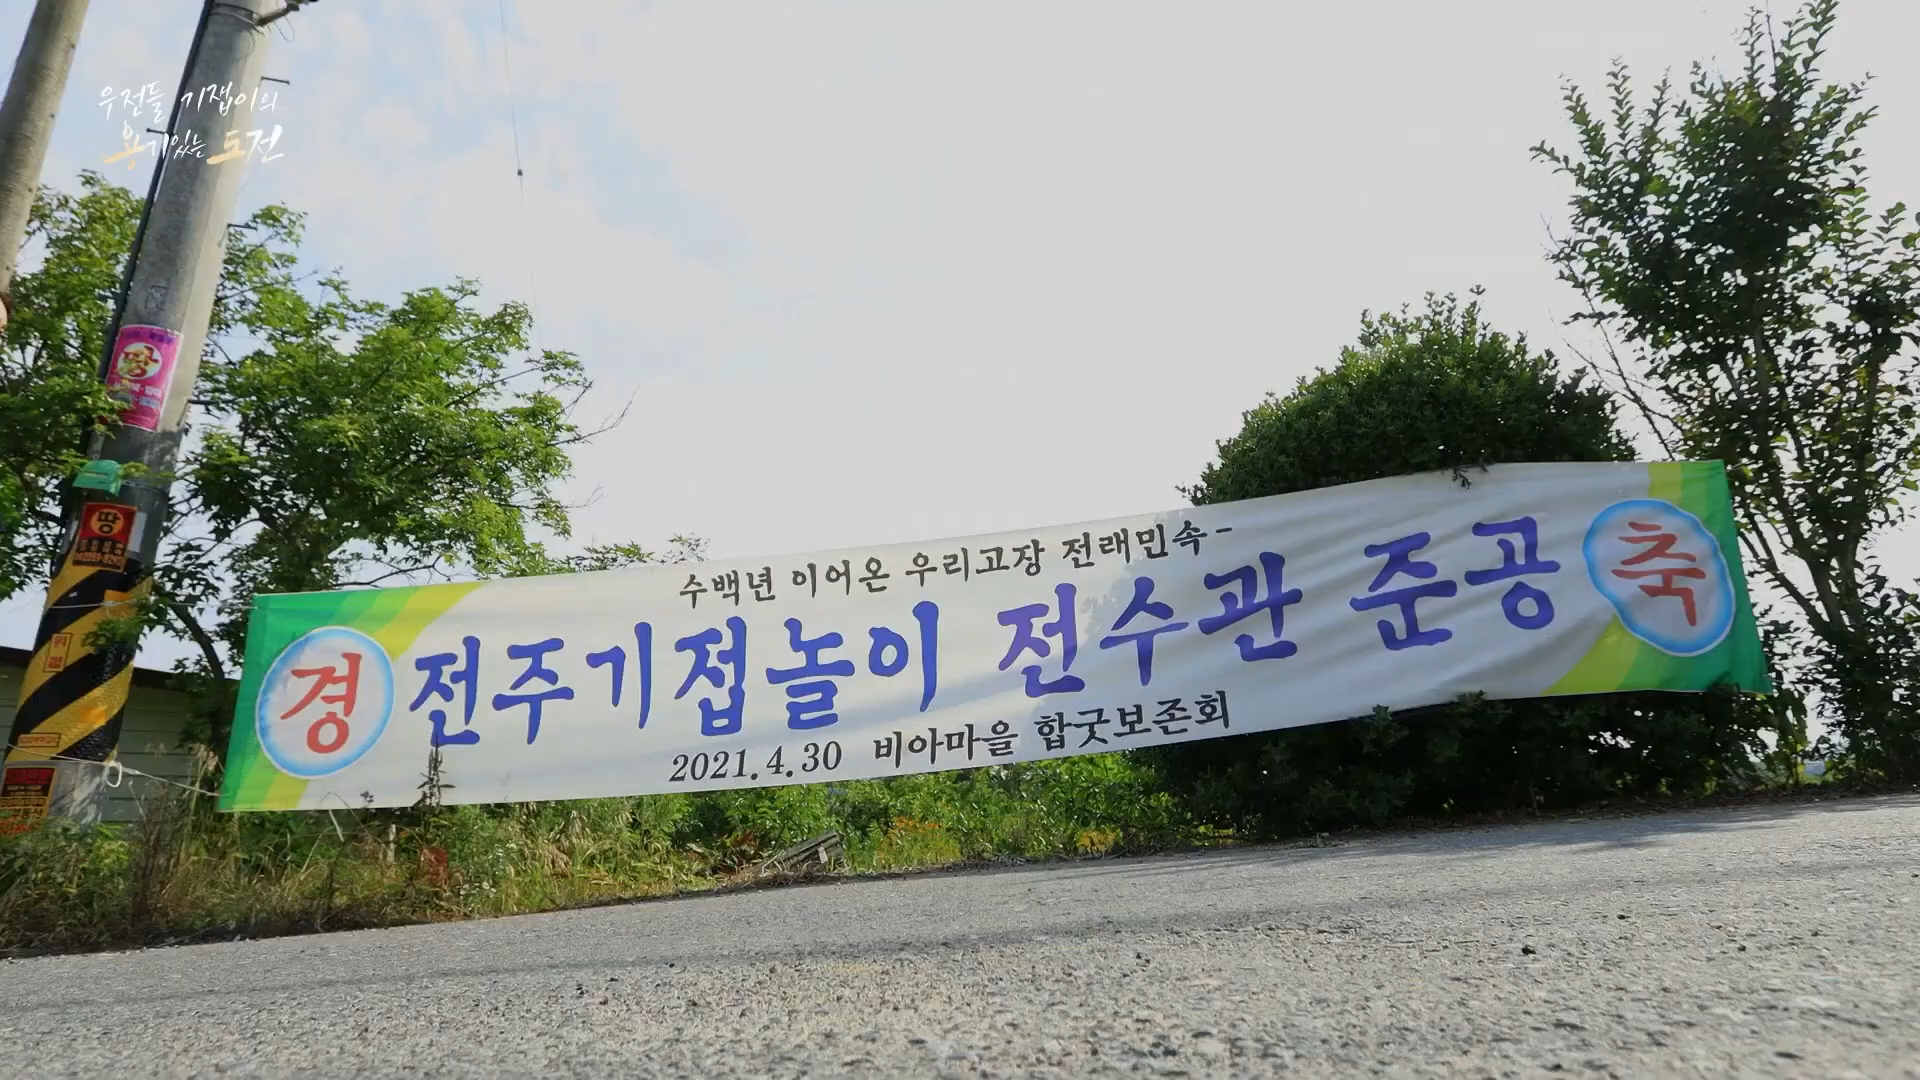 우전들 기잽이의
용기있는 도전
수백년 이어온 우리고장 전래민속-
경 전주기접놀이 전수관 준공 축
2021.4.30 비아마을 합굿보존회
땅
땅